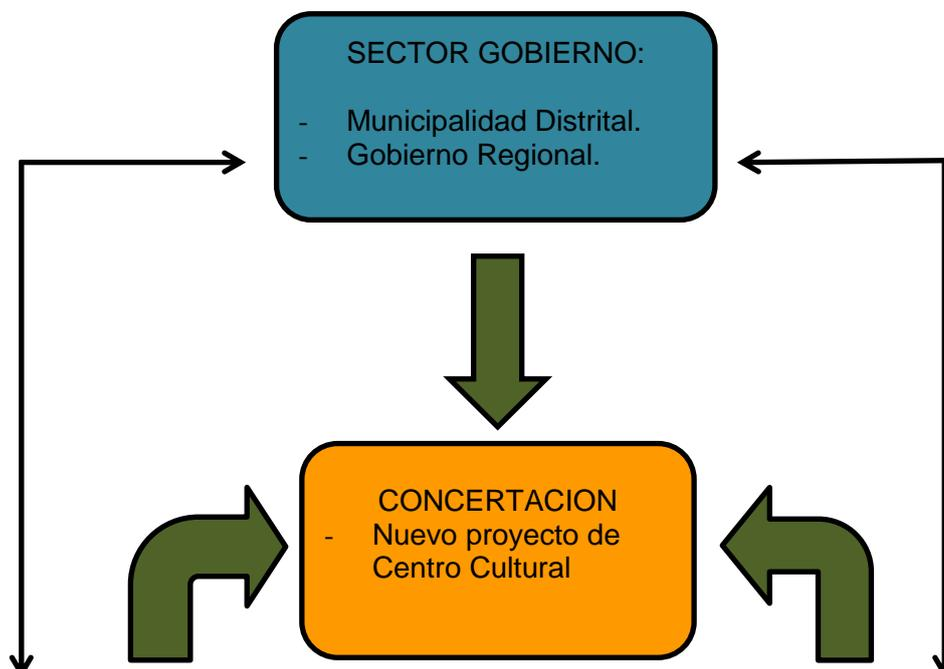 SECTOR GOBIERNO:
- Municipalidad Distrital.
- Gobierno Regional.
CONCERTACION
- Nuevo proyecto de
Centro Cultural